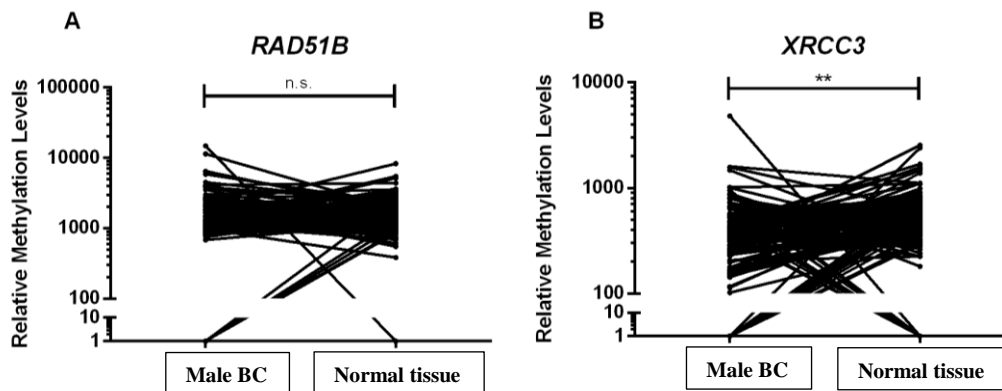 A
RAD51B
Relative Methylation Levels
100000
10000
1000
100
10
1
n.s.
Male BC
Normal tissue
B
XRCC3
Relative Methylation Levels
10000
1000
100
10
1
**
Male BC
Normal tissue